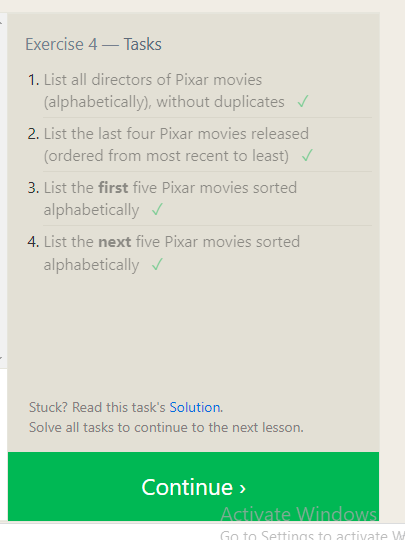 Exercise 4 — Tasks
1. List all directors of Pixar movies
(alphabetically), without duplicates ✓
2. List the last four Pixar movies released
(ordered from most recent to least) ✓
3. List the first five Pixar movies sorted
alphabetically ✓
4. List the next five Pixar movies sorted
alphabetically ✓
Stuck? Read this task's Solution.
Solve all tasks to continue to the next lesson.
Continue ›
Activate Windows
Go to Settings to activate W